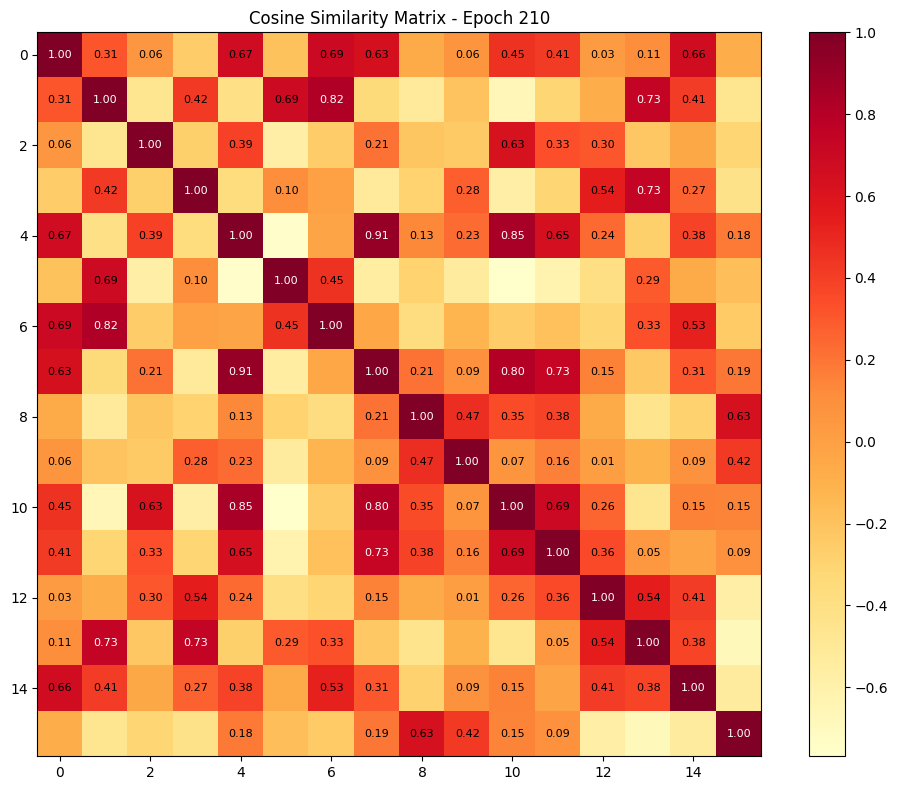 Cosine Similarity Matrix - Epoch 210
0 1.00 0.31 0.06 0.67 0.69 0.63 0.06 0.45 0.41 0.03 0.11 0.66 1.0
0.31 1.00 0.42 0.69 0.82 0.73 0.41
2 0.06 1.00 0.39 0.21 0.63 0.33 0.30 0.8
0.42 1.00 0.10 0.28 0.54 0.73 0.27
4 0.67 0.39 1.00 0.91 0.13 0.23 0.85 0.65 0.24 0.38 0.18 0.6
0.69 0.10 1.00 0.45 0.29
6 0.69 0.82 0.45 1.00 0.33 0.53 0.4
0.63 0.21 0.91 1.00 0.21 0.09 0.80 0.73 0.15 0.31 0.19 0.2
8 0.13 0.21 1.00 0.47 0.35 0.38 0.63
0.06 0.28 0.23 0.09 0.47 1.00 0.07 0.16 0.01 0.09 0.42 0.0
10 0.45 0.63 0.85 0.80 0.35 0.07 1.00 0.69 0.26 0.15 0.15
0.41 0.33 0.65 0.73 0.38 0.16 0.69 1.00 0.36 0.05 0.09 −0.2
12 0.03 0.30 0.54 0.24 0.15 0.01 0.26 0.36 1.00 0.54 0.41 −0.4
0.11 0.73 0.73 0.29 0.33 0.05 0.54 1.00 0.38
14 0.66 0.41 0.27 0.38 0.53 0.31 0.09 0.15 0.41 0.38 1.00 −0.6
0.18 0.19 0.63 0.42 0.15 0.09 1.00
0 2 4 6 8 10 12 14